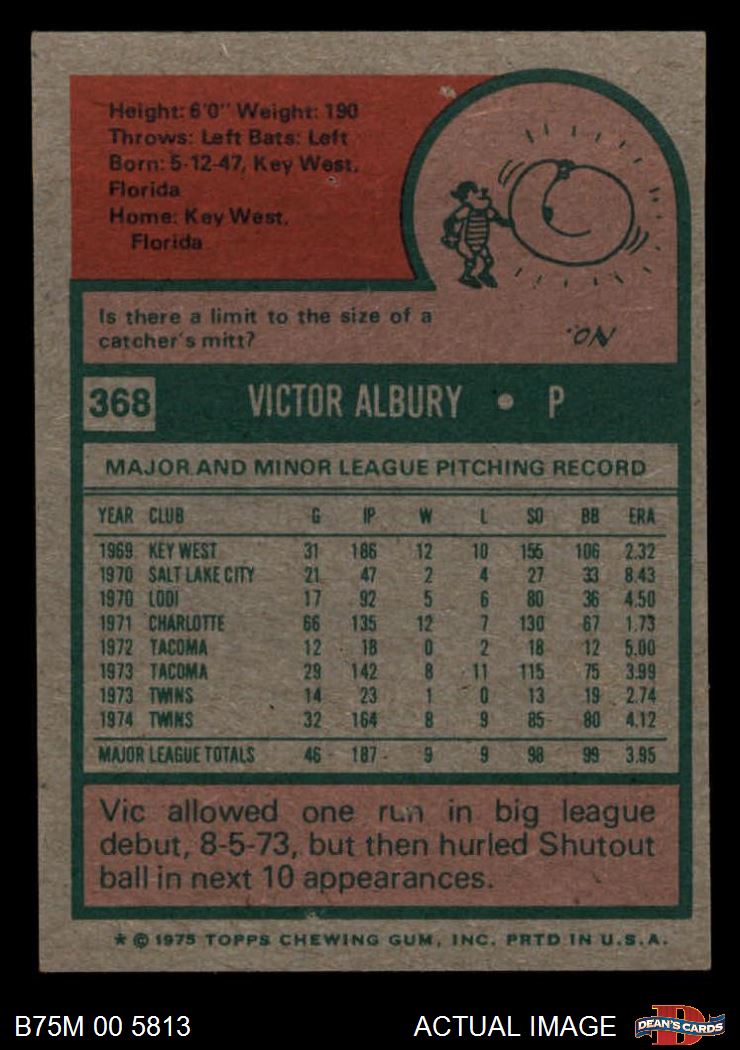 Height: 6'0" Weight: 190
Throws: Left Bats: Left
Born: 5-12-47, Key West,
Florida
Home: Key West,
Florida
Is there a limit to the size of a
catcher's mitt?
NO.
368 VICTOR ALBURY • P
MAJOR AND MINOR LEAGUE PITCHING RECORD
YEAR CLUB G IP W L SO BB ERA
1969 KEY WEST 31 186 12 10 155 106 2.32
1970 SALT LAKE CITY 21 47 2 4 27 33 8.43
1970 LODI 17 92 5 6 80 36 4.50
1971 CHARLOTTE 66 135 12 7 130 67 1.73
1972 TACOMA 12 18 0 2 18 12 5.00
1973 TACOMA 29 142 8 11 115 75 3.99
1973 TWINS 14 23 1 0 13 19 2.74
1974 TWINS 32 164 8 9 85 80 4.12
MAJOR LEAGUE TOTALS 46 187 9 9 98 99 3.95
Vic allowed one run in big league
debut, 8-5-73, but then hurled Shutout
ball in next 10 appearances.
* © 1975 TOPPS CHEWING GUM, INC. PRTD IN U.S.A.
B75M 00 5813 ACTUAL IMAGE D DEAN'S CARDS